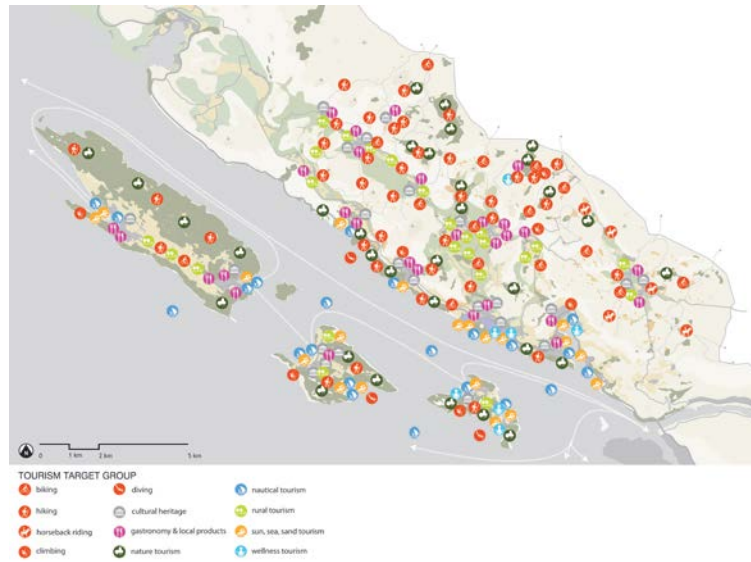 N 0 1 km 2 km 5 km
TOURISM TARGET GROUP
biking diving nautical tourism
hiking cultural heritage rural tourism
horseback riding gastronomy & local products sun, sea, sand tourism
climbing nature tourism wellness tourism